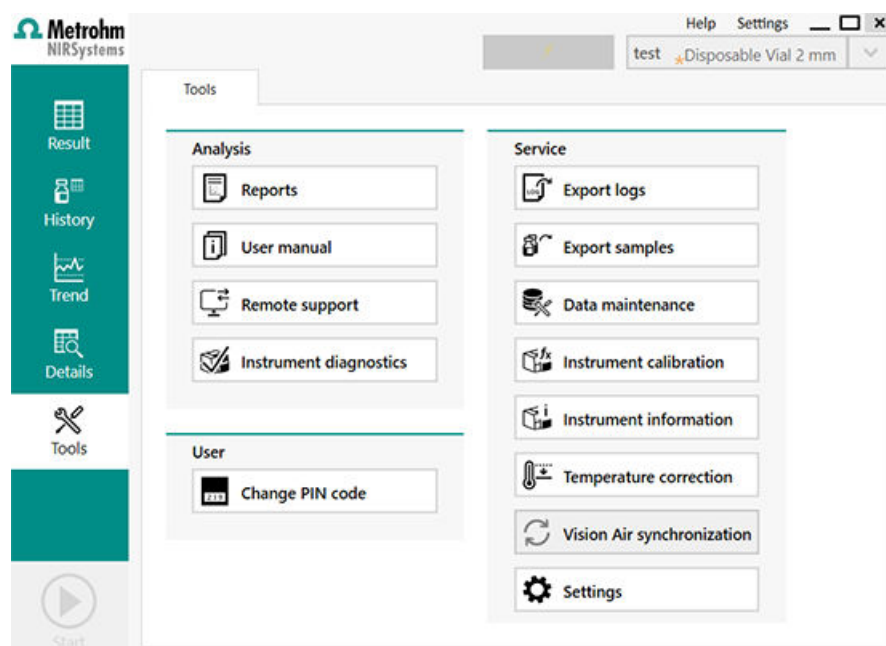 Metrohm
NIRSystems
Help Settings
test *Disposable Vial 2 mm
Tools
Result
History
Trend
Details
Tools
Start
Analysis
Reports
User manual
Remote support
Instrument diagnostics
User
Change PIN code
Service
Export logs
Export samples
Data maintenance
Instrument calibration
Instrument information
Temperature correction
Vision Air synchronization
Settings